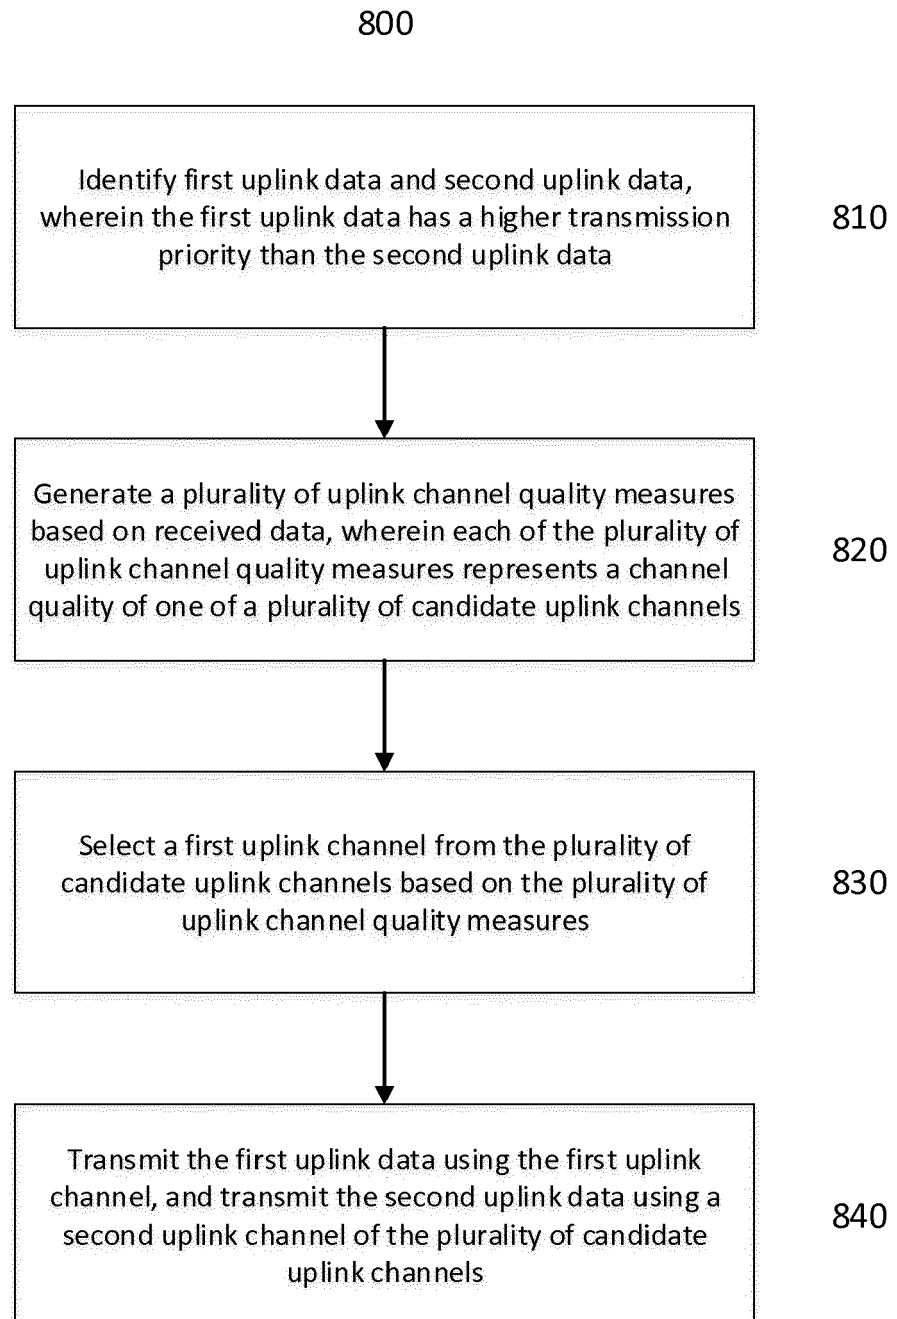 800
Identify first uplink data and second uplink data,
wherein the first uplink data has a higher transmission
priority than the second uplink data
810
Generate a plurality of uplink channel quality measures
based on received data, wherein each of the plurality of
uplink channel quality measures represents a channel
quality of one of a plurality of candidate uplink channels
820
Select a first uplink channel from the plurality of
candidate uplink channels based on the plurality of
uplink channel quality measures
830
Transmit the first uplink data using the first uplink
channel, and transmit the second uplink data using a
second uplink channel of the plurality of candidate
uplink channels
840